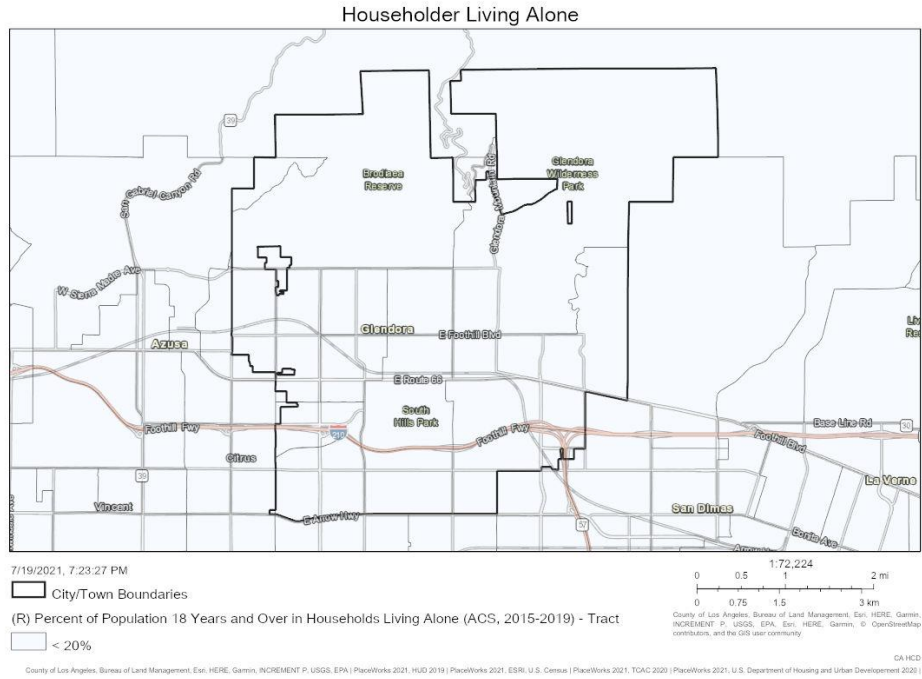 Householder Living Alone
39
San Gabriel Canyon Rd
Brodiaea
Reserve
Glendora Mountain Rd
Glendora
Wilderness
Park
W Sierra Madre Ave
Glendora
E Foothill Blvd
Azusa
E Route 66
South
Hills Park
Foothill Fwy
210
Foothill Fwy
Base Line Rd
30
Foothill Blvd
Citrus
39
La Verne
Vincent
E Arrow Hwy
San Dimas
57
Bonita Ave
7/19/2021, 7:23:27 PM
City/Town Boundaries
(R) Percent of Population 18 Years and Over in Households Living Alone (ACS, 2015-2019) - Tract
< 20%
1:72,224
0 0.5 1 2 mi
0 0.75 1.5 3 km
County of Los Angeles, Bureau of Land Management, Esri, HERE, Garmin,
INCREMENT P, USGS, EPA, Esri, HERE, Garmin, © OpenStreetMap
contributors, and the GIS user community
CA HCD
County of Los Angeles, Bureau of Land Management, Esri, HERE, Garmin, INCREMENT P, USGS, EPA | PlaceWorks 2021, HUD 2019 | PlaceWorks 2021, ESRI, U.S. Census | PlaceWorks 2021, TCAC 2020 | PlaceWorks 2021, U.S. Department of Housing and Urban Developement 2020 |